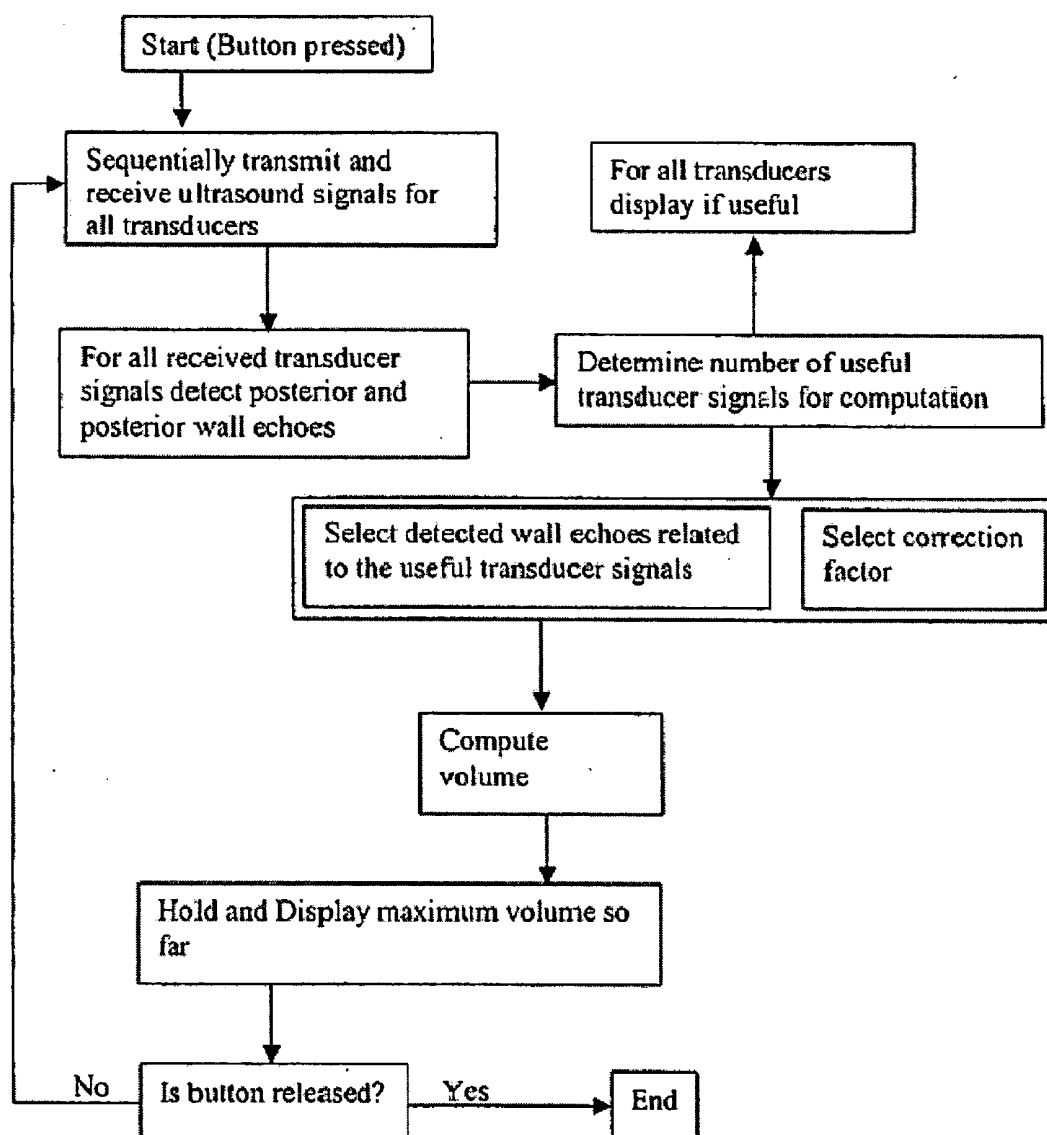 Start (Button pressed)
Sequentially transmit and
receive ultrasound signals for
all transducers
For all transducers
display if useful
For all received transducer
signals detect posterior and
posterior wall echoes
Determine number of useful
transducer signals for computation
Select detected wall echoes related
to the useful transducer signals
Select correction
factor
Compute
volume
Hold and Display maximum volume so
far
No
Is button released?
Yes
End